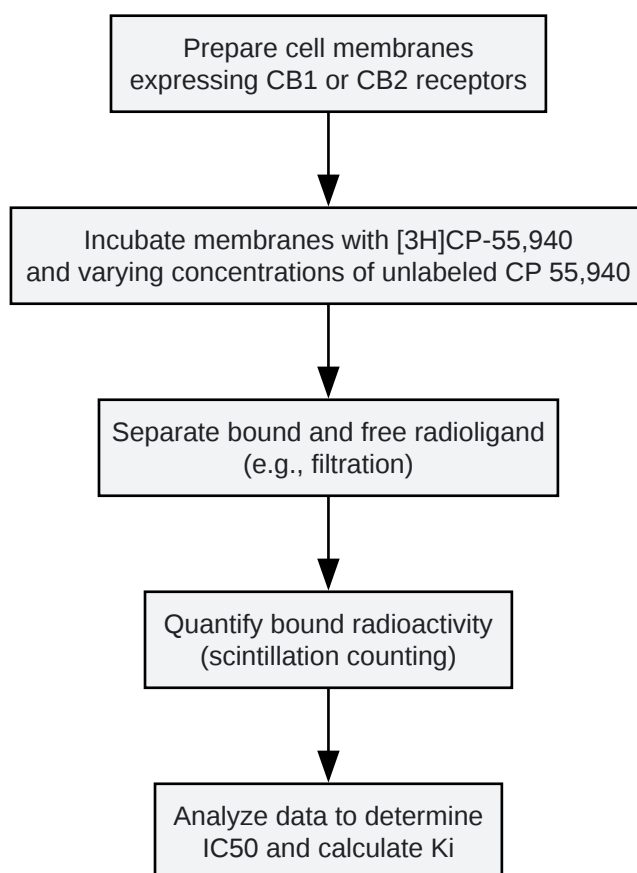 Prepare cell membranes
expressing CB1 or CB2 receptors
Incubate membranes with [3H]CP-55,940
and varying concentrations of unlabeled CP 55,940
Separate bound and free radioligand
(e.g., filtration)
Quantify bound radioactivity
(scintillation counting)
Analyze data to determine
IC50 and calculate Ki